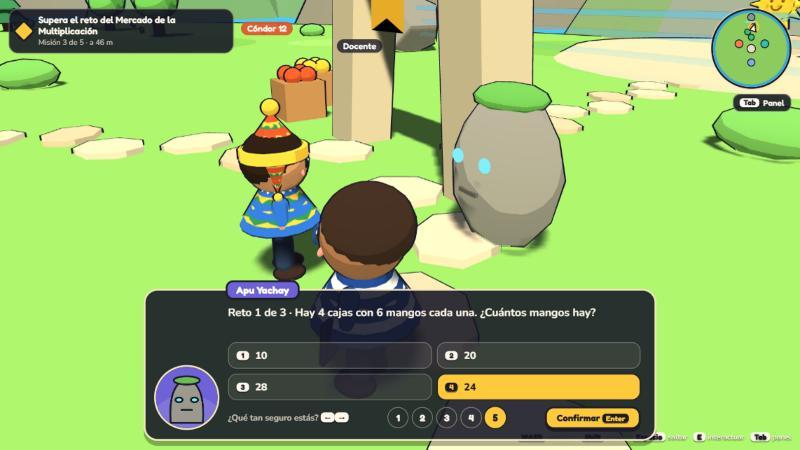 Supera el reto del Mercado de la
Multiplicación
Misión 3 de 5 · a 46 m
Cóndor 12
Docente
Tab Panel
Apu Yachay
Reto 1 de 3 · Hay 4 cajas con 6 mangos cada una. ¿Cuántos mangos hay?
1 10
2 20
3 28
4 24
¿Qué tan seguro estás? ← →
1 2 3 4 5
Confirmar Enter
saltar E interactuar Tab panel